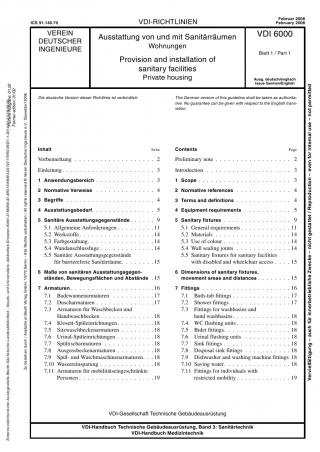 ICS 91.140.70
VDI-RICHTLINIEN
Februar 2008
February 2008
VEREIN
DEUTSCHER
INGENIEURE
Ausstattung von und mit Sanitärräumen
Wohnungen
Provision and installation of
sanitary facilities
Private housing
VDI 6000
Blatt 1 / Part 1
Ausg. deutsch/englisch
Issue German/English
Die deutsche Version dieser Richtlinie ist verbindlich.
The German version of this guideline shall be taken as authorita-
tive. No guarantee can be given with respect to the English trans-
lation.
Inhalt Seite
Vorbemerkung . . . 2
Einleitung . . . 3
1 Anwendungsbereich . . . 3
2 Normative Verweise . . . 4
3 Begriffe . . . 4
4 Ausstattungsbedarf . . . 5
5 Sanitäre Ausstattungsgegenstände . . . 9
5.1 Allgemeine Anforderungen . . . 11
5.2 Werkstoffe . . . 14
5.3 Farbgestaltung . . . 14
5.4 Wandanschlüsse . . . 14
5.5 Sanitäre Ausstattungsgegenstände
für barrierefreie Sanitärräume . . . 15
6 Maße von sanitären Ausstattungsgegen-
ständen, Bewegungsflächen und Abstände . . 15
7 Armaturen . . . 16
7.1 Badewannenarmaturen . . . 17
7.2 Duscharmaturen . . . 17
7.3 Armaturen für Waschbecken und
Handwaschbecken . . . 18
7.4 Klosett-Spüleinrichtungen . . . 18
7.5 Sitzwaschbeckenarmaturen . . . 18
7.6 Urinal-Spüleinrichtungen . . . 18
7.7 Spültischarmaturen . . . 18
7.8 Ausgussbeckenarmaturen . . . 18
7.9 Spül- und Waschmaschinenarmaturen . . . 18
7.10 Wassereinsparung . . . 18
7.11 Armaturen für mobilitätseingeschränkte
Personen . . . 19
Contents Page
Preliminary note . . . 2
Introduction . . . 3
1 Scope . . . 3
2 Normative references . . . 4
3 Terms and definitions . . . 4
4 Equipment requirements . . . 5
5 Sanitary fixtures . . . 9
5.1 General requirements . . . 11
5.2 Materials . . . 14
5.3 Use of colour . . . 14
5.4 Wall sealing joints . . . 14
5.5 Sanitary fixtures for sanitary facilities
with disabled and wheelchair access . . . 15
6 Dimensions of sanitary fixtures,
movement areas and distances . . . 15
7 Fittings . . . 16
7.1 Bath-tub fittings . . . 17
7.2 Shower fittings . . . 17
7.3 Fittings for washbasins and
hand washbasins . . . 18
7.4 WC flushing units . . . 18
7.5 Bidet fittings . . . 18
7.6 Urinal flushing units . . . 18
7.7 Sink fittings . . . 18
7.8 Disposal sink fittings . . . 18
7.9 Dishwasher and washing machine fittings 18
7.10 Saving water . . . 18
7.11 Fittings for individuals with
restricted mobility . . . 19
VDI-Gesellschaft Technische Gebäudeausrüstung
VDI-Handbuch Technische Gebäudeausrüstung, Band 3: Sanitärtechnik
VDI-Handbuch Medizintechnik
Vervielfältigung – auch für innerbetriebliche Zwecke – nicht gestattet / Reproduction – even for internal use – not permitted